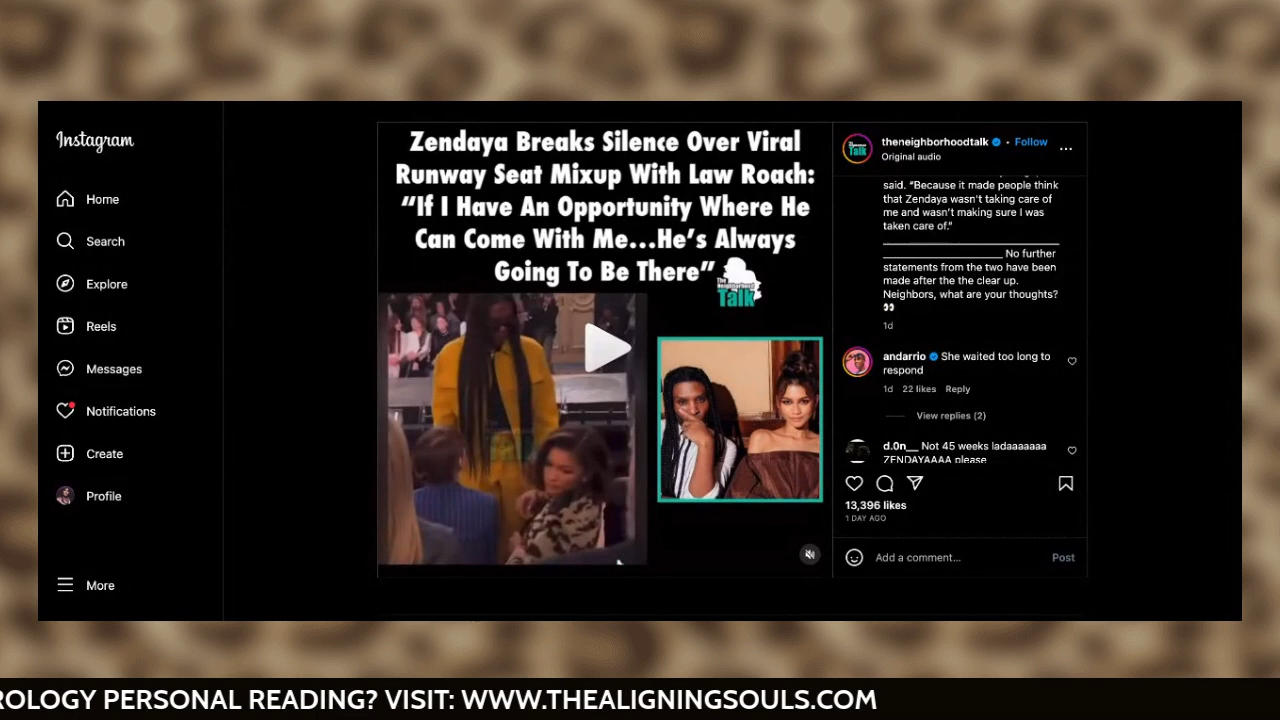 Instagram
Home
Search
Explore
Reels
Messages
Notifications
Create
Profile
More
Zendaya Breaks Silence Over Viral
Runway Seat Mixup With Law Roach:
“If I Have An Opportunity Where He
Can Come With Me...He’s Always
Going To Be There”
The
Neighborhood
Talk
theneighborhoodtalk • Follow
Original audio
said. “Because it made people think
that Zendaya wasn't taking care of
me and wasn’t making sure I was
taken care of.”
No further
statements from the two have been
made after the the clear up.
Neighbors, what are your thoughts?
👀
1d
andarrio She waited too long to
respond
1d 22 likes Reply
View replies (2)
d.0n__ Not 45 weeks ladaaaaaaa
ZENDAYAAAA please
13,396 likes
1 DAY AGO
Add a comment... Post
ROLOGY PERSONAL READING? VISIT: WWW.THEALIGNINGSOULS.COM